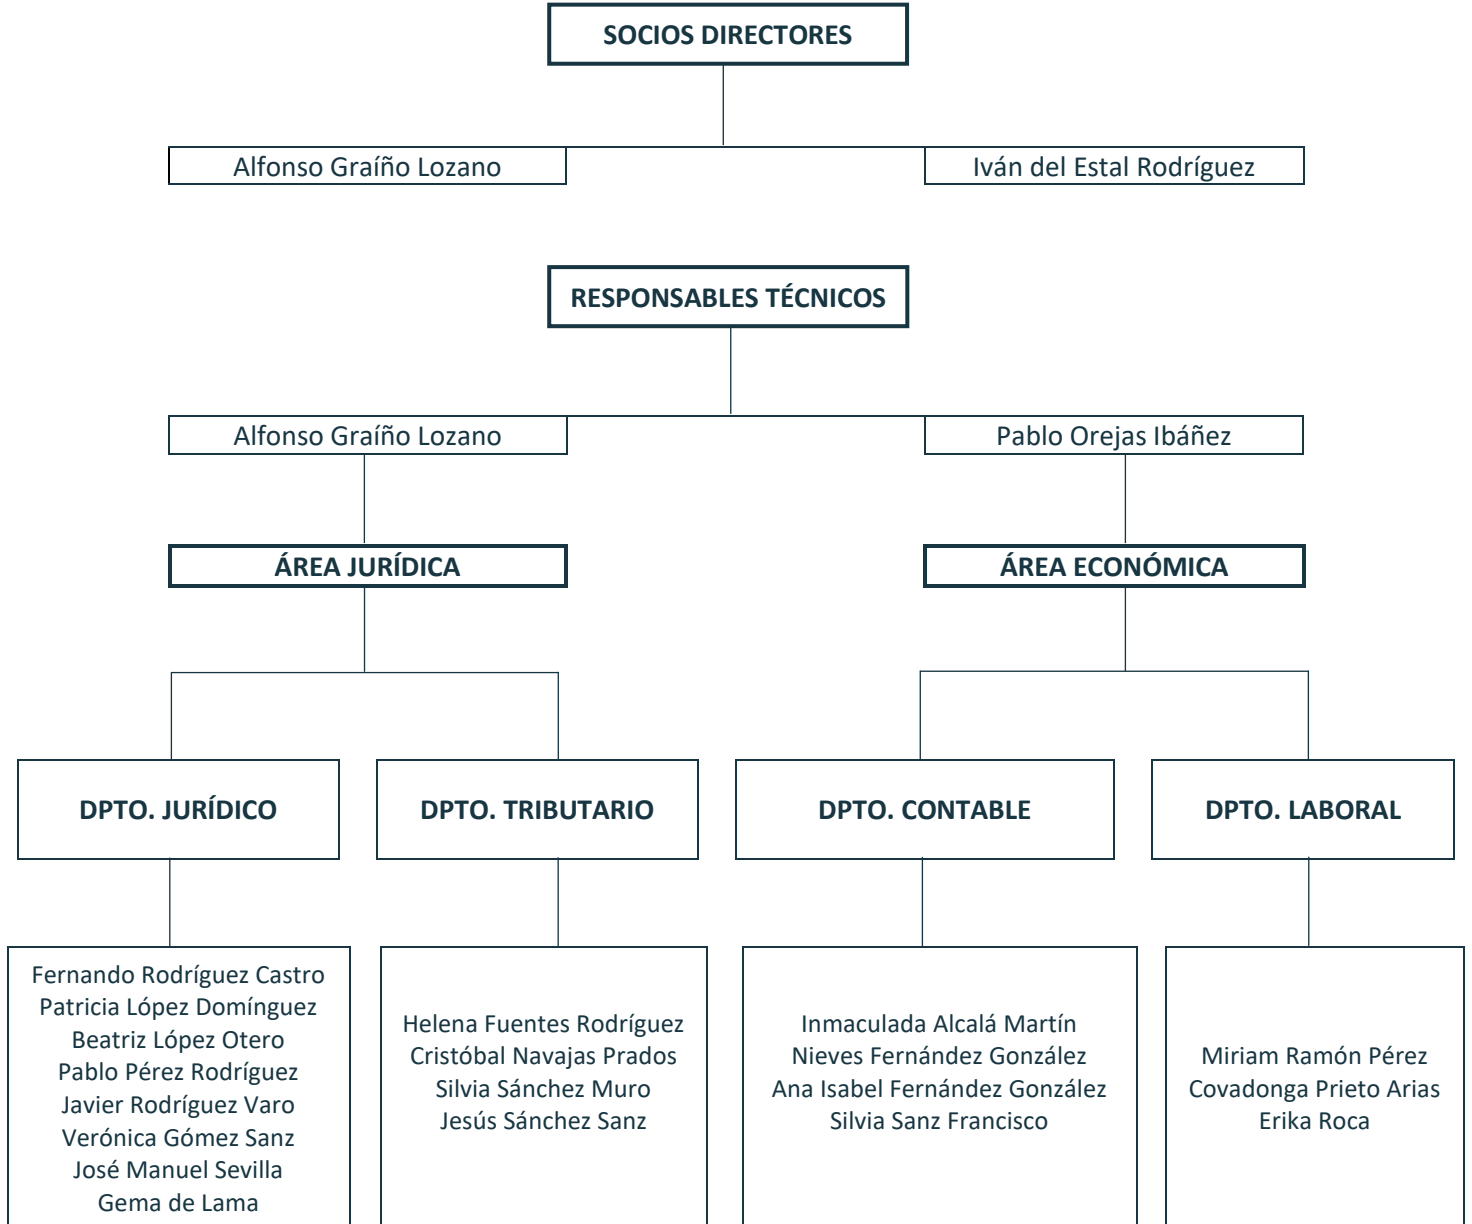 SOCIOS DIRECTORES
Alfonso Graíño Lozano
Iván del Estal Rodríguez
RESPONSABLES TÉCNICOS
Alfonso Graíño Lozano
Pablo Orejas Ibáñez
ÁREA JURÍDICA
ÁREA ECONÓMICA
DPTO. JURÍDICO
DPTO. TRIBUTARIO
DPTO. CONTABLE
DPTO. LABORAL
Fernando Rodríguez Castro
Patricia López Domínguez
Beatriz López Otero
Pablo Pérez Rodríguez
Javier Rodríguez Varo
Verónica Gómez Sanz
José Manuel Sevilla
Gema de Lama
Helena Fuentes Rodríguez
Cristóbal Navajas Prados
Silvia Sánchez Muro
Jesús Sánchez Sanz
Inmaculada Alcalá Martín
Nieves Fernández González
Ana Isabel Fernández González
Silvia Sanz Francisco
Miriam Ramón Pérez
Covadonga Prieto Arias
Erika Roca